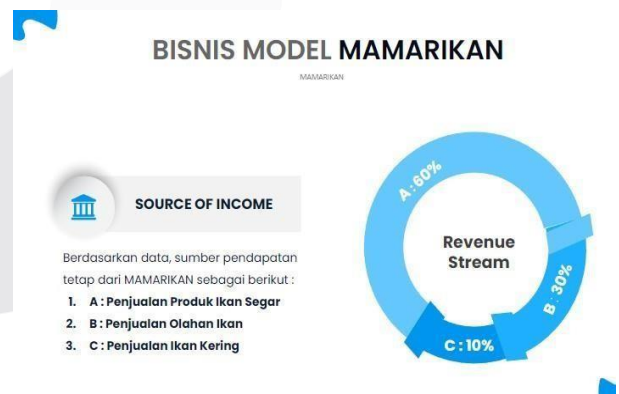 BISNIS MODEL MAMARIKAN
MAMARIKAN
SOURCE OF INCOME
Berdasarkan data, sumber pendapatan
tetap dari MAMARIKAN sebagai berikut :
1. A : Penjualan Produk Ikan Segar
2. B : Penjualan Olahan Ikan
3. C : Penjualan Ikan Kering
A : 60%
Revenue
Stream
B : 30%
C : 10%